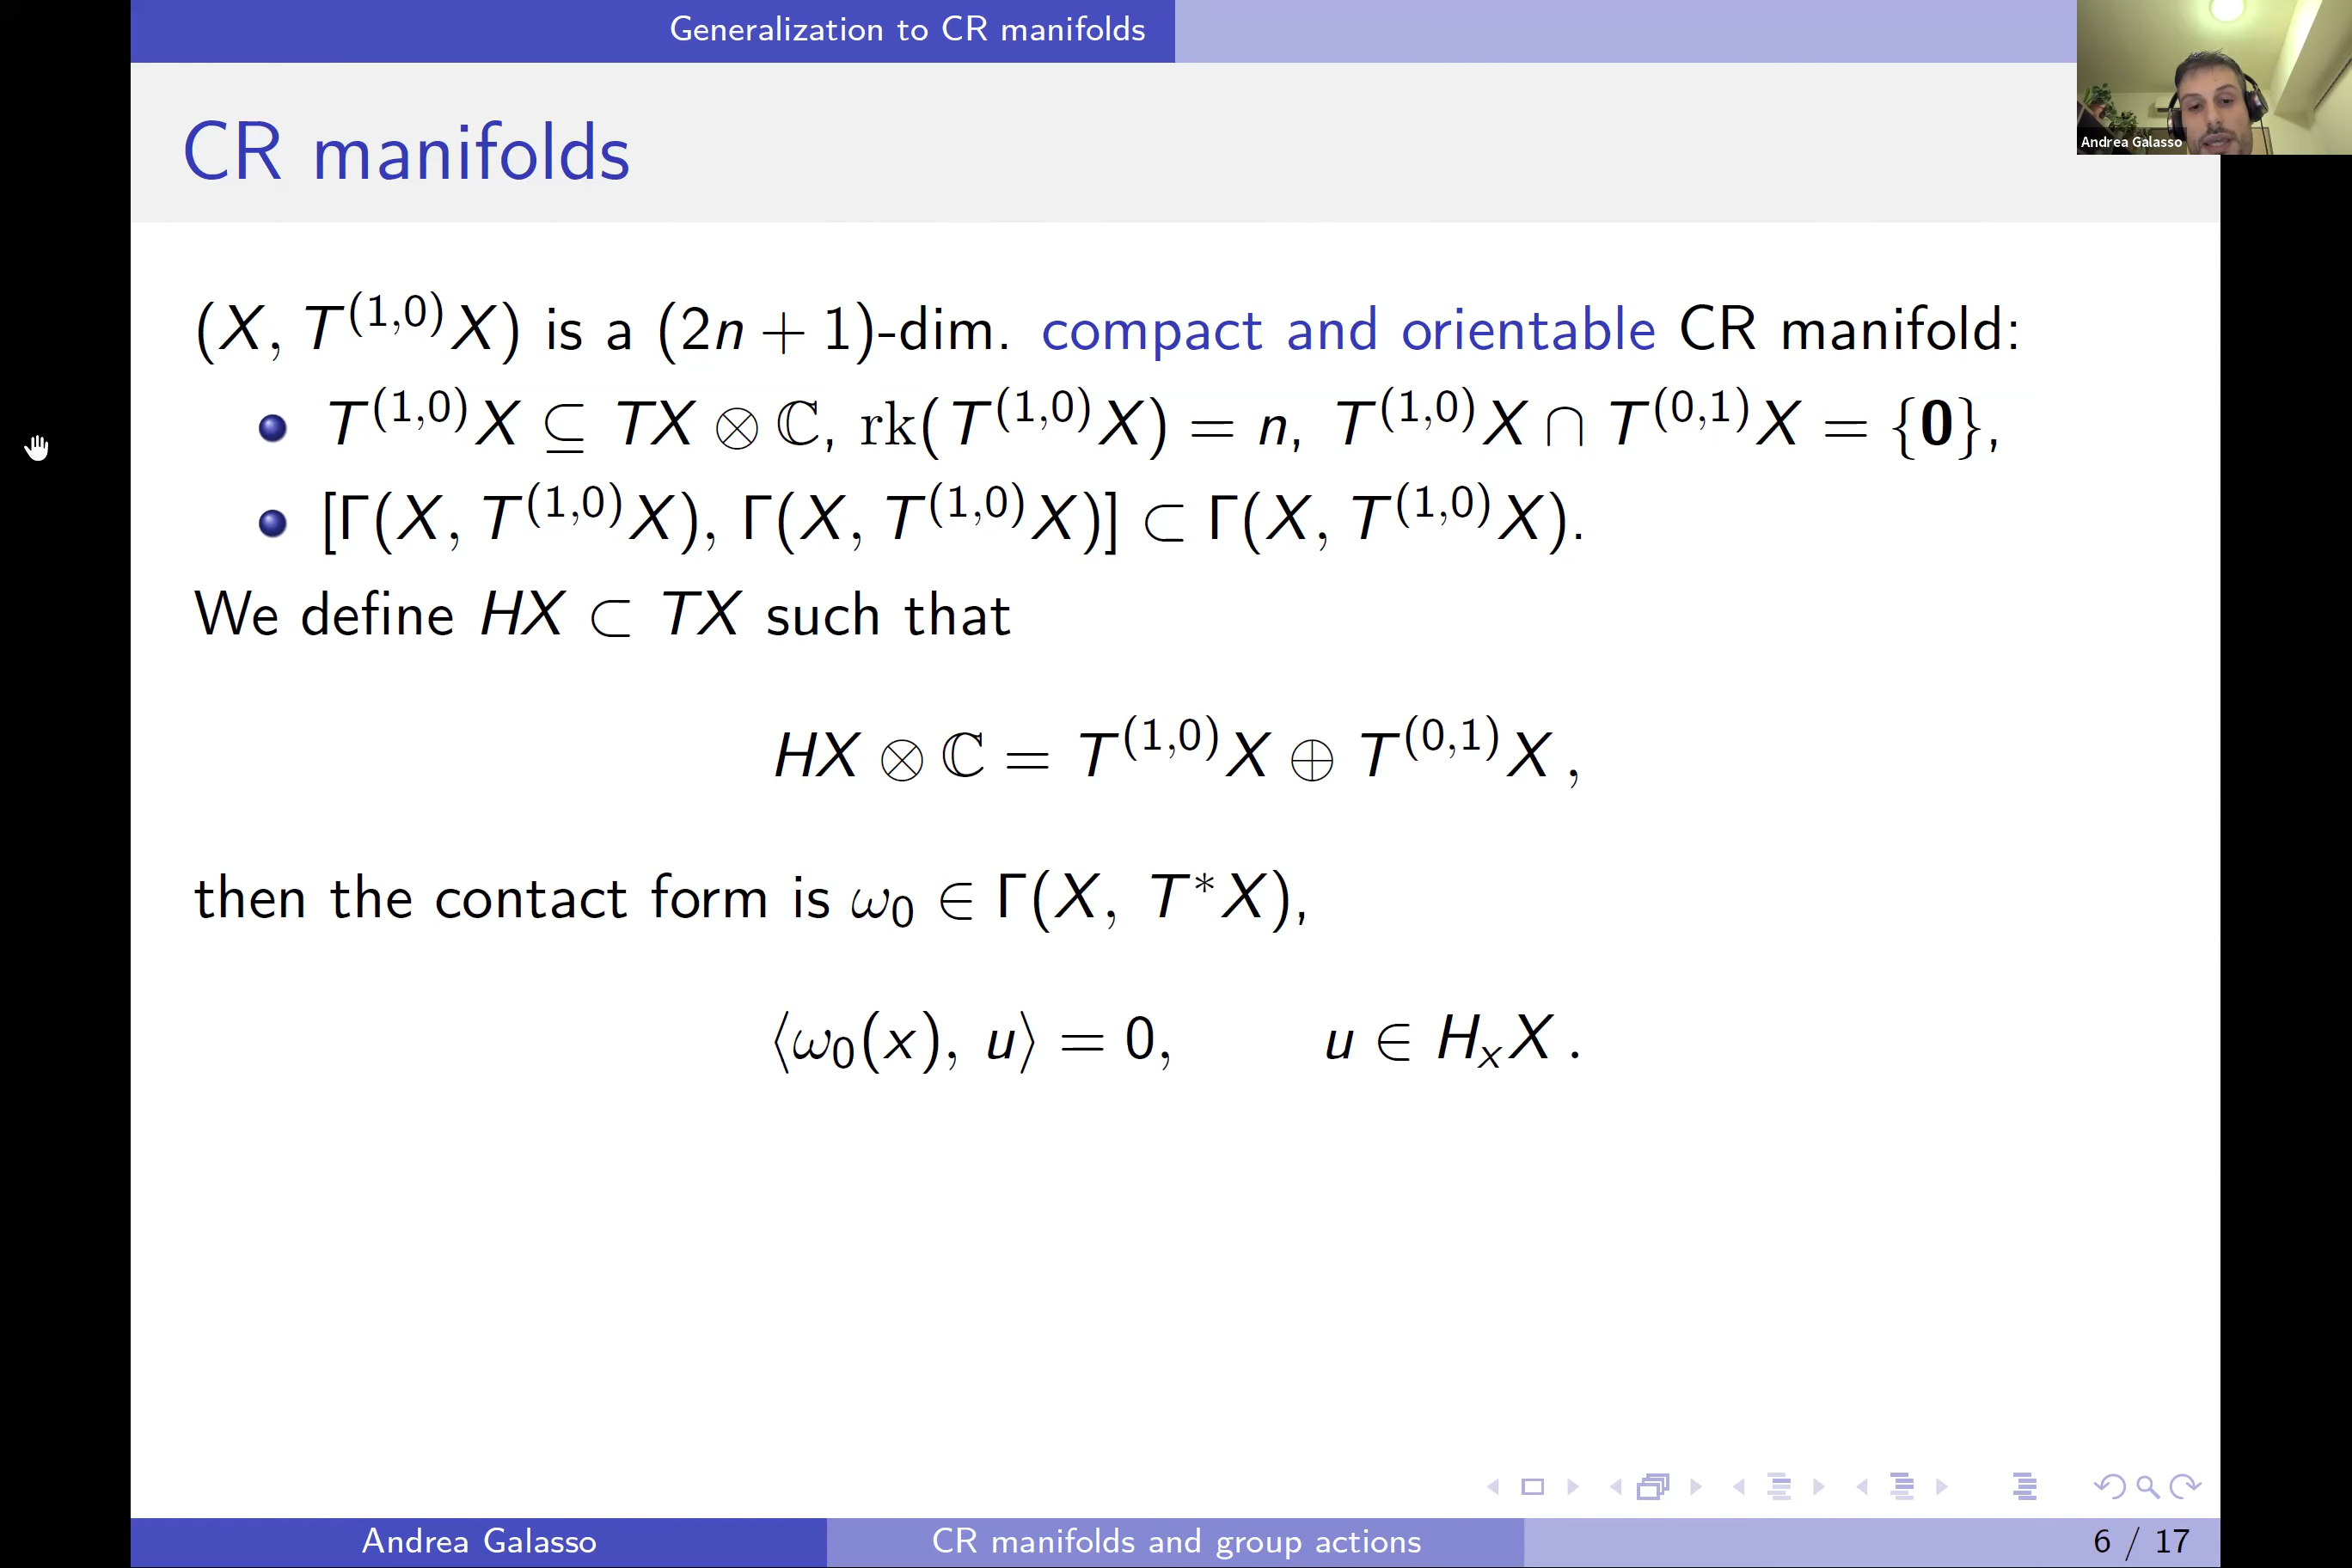 Generalization to CR manifolds
Andrea Galasso
CR manifolds
(X, T^(1,0)X) is a (2n + 1)-dim. compact and orientable CR manifold:
T^(1,0)X ⊆ TX ⊗ ℂ, rk(T^(1,0)X) = n, T^(1,0)X ∩ T^(0,1)X = {0},
[Γ(X, T^(1,0)X), Γ(X, T^(1,0)X)] ⊂ Γ(X, T^(1,0)X).
We define HX ⊂ TX such that
HX ⊗ ℂ = T^(1,0)X ⊕ T^(0,1)X ,
then the contact form is ω₀ ∈ Γ(X, T*X),
⟨ω₀(x), u⟩ = 0, u ∈ HₓX .
Andrea Galasso CR manifolds and group actions 6 / 17